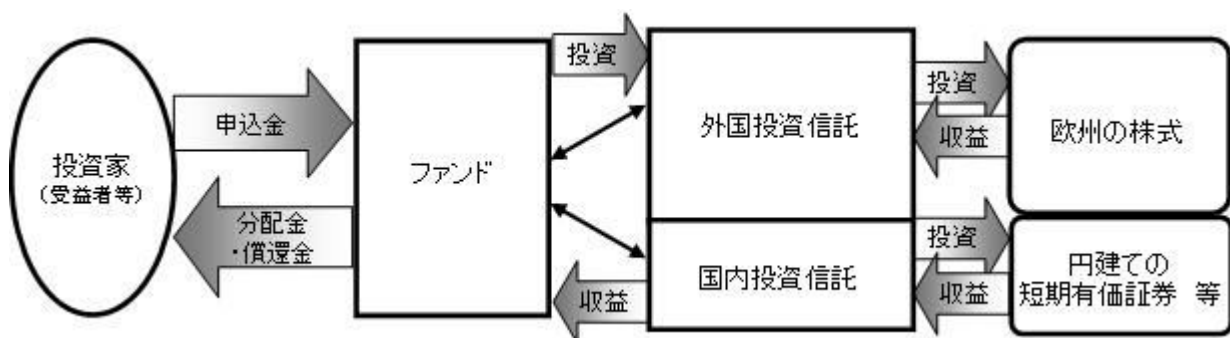 投資家
（受益者等）
申込金
分配金
・償還金
ファンド
投資
収益
外国投資信託
国内投資信託
投資
収益
投資
収益
欧州の株式
円建ての
短期有価証券　等